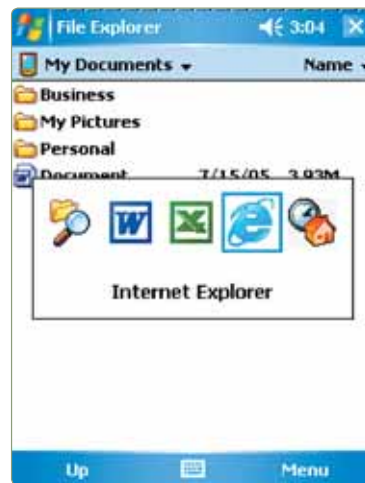 File Explorer 3:04
My Documents Name
Business
My Pictures
Personal
Document 7/15/05 3.93M
Internet Explorer
Up Menu